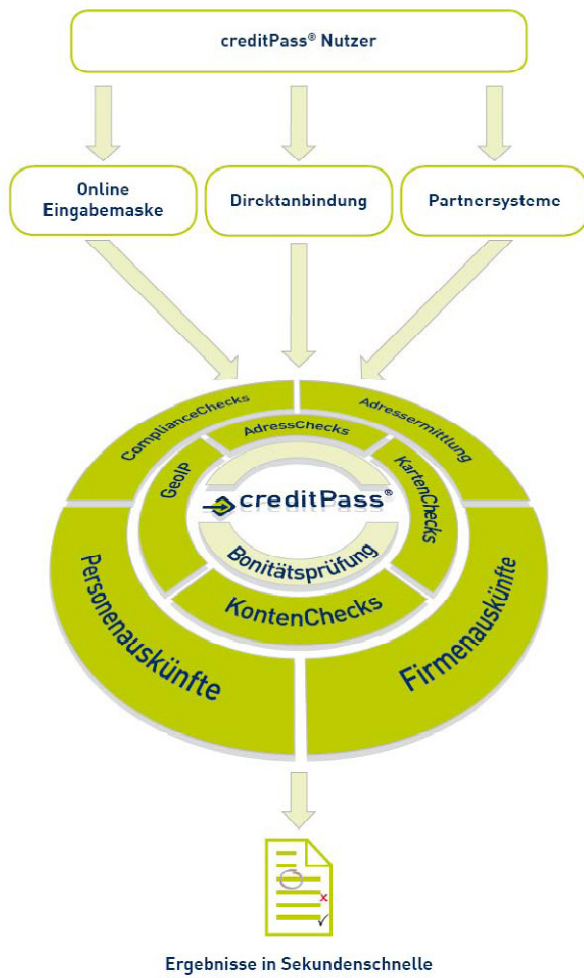 creditPass® Nutzer
Online
Eingabemaske
Direktanbindung
Partnersysteme
ComplianceChecks
Adressermittlung
AdressChecks
GeoIP
KartenChecks
creditPass®
Bonitätsprüfung
KontenChecks
Personenauskünfte
Firmenauskünfte
Ergebnisse in Sekundenschnelle